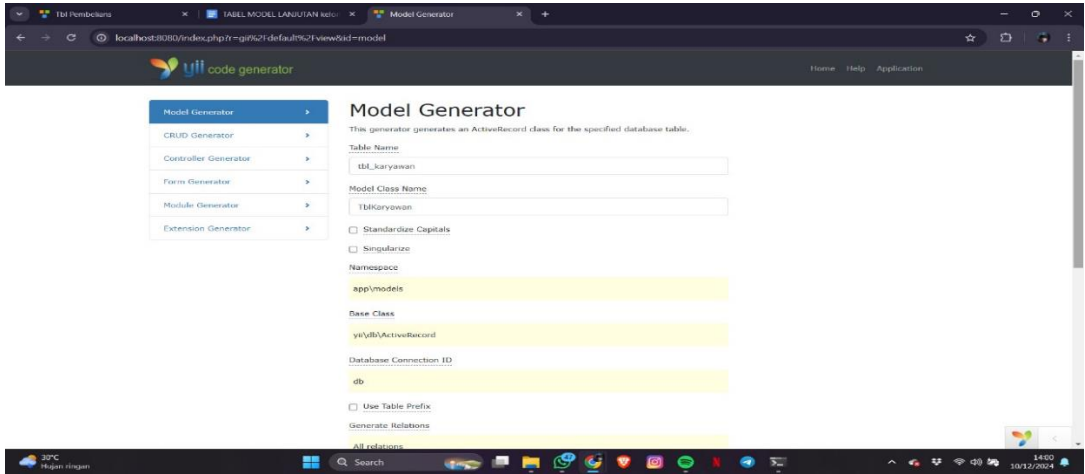 Tbl Pembelians
TABEL MODEL LANJUTAN kelo
Model Generator
localhost:8080/index.php?r=gii%2Fdefault%2Fview&id=model
yii code generator
Home Help Application
Model Generator
CRUD Generator
Controller Generator
Form Generator
Module Generator
Extension Generator
Model Generator
This generator generates an ActiveRecord class for the specified database table.
Table Name
tbl_karyawan
Model Class Name
TblKaryawan
Standardize Capitals
Singularize
Namespace
app\models
Base Class
yii\db\ActiveRecord
Database Connection ID
db
Use Table Prefix
Generate Relations
All relations
30°C
Hujan ringan
Search
14:00
10/12/2024